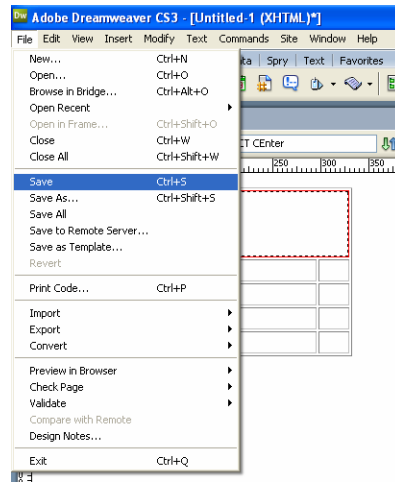 Dw Adobe Dreamweaver CS3 - [Untitled-1 (XHTML)*]
File Edit View Insert Modify Text Commands Site Window Help
New... Ctrl+N
Spry Text Favorites
Open... Ctrl+O
Browse in Bridge... Ctrl+Alt+O
Open Recent
Open in Frame... Ctrl+Shift+O
Close Ctrl+W
CT CEnter
Close All Ctrl+Shift+W
250 300 350
Save Ctrl+S
Save As... Ctrl+Shift+S
Save All
Save to Remote Server...
Save as Template...
Revert
Print Code... Ctrl+P
Import
Export
Convert
Preview in Browser
Check Page
Validate
Compare with Remote
Design Notes...
Exit Ctrl+Q